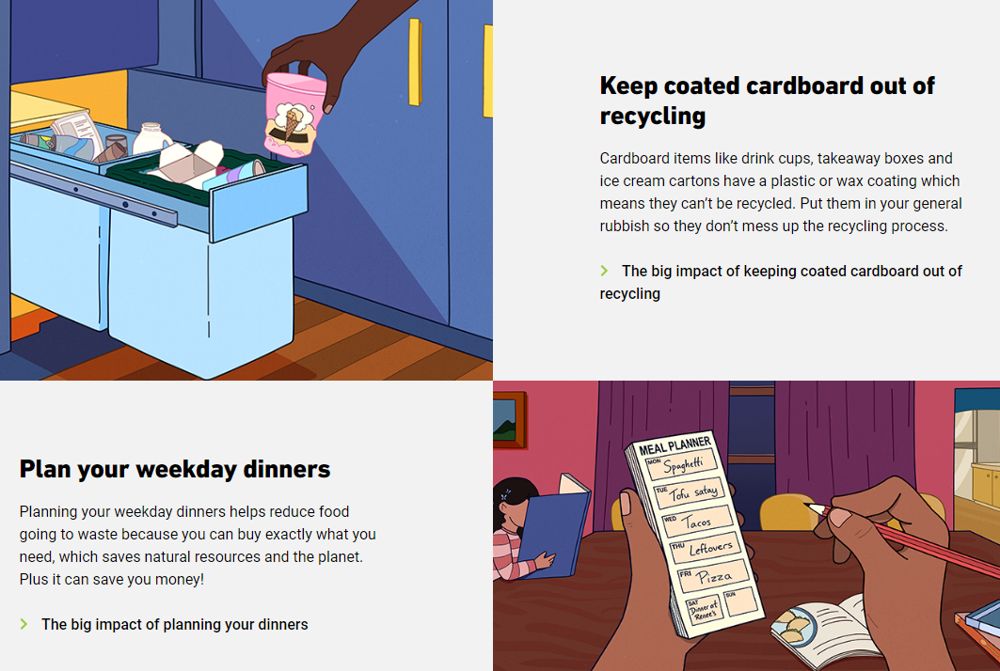 Keep coated cardboard out of
recycling
Cardboard items like drink cups, takeaway boxes and
ice cream cartons have a plastic or wax coating which
means they can’t be recycled. Put them in your general
rubbish so they don’t mess up the recycling process.
The big impact of keeping coated cardboard out of
recycling
Plan your weekday dinners
Planning your weekday dinners helps reduce food
going to waste because you can buy exactly what you
need, which saves natural resources and the planet.
Plus it can save you money!
The big impact of planning your dinners
MEAL PLANNER
MON
Spaghetti
TUE
Tofu satay
WED
Tacos
THU
Leftovers
FRI
Pizza
SAT
Dinner at
Renee's
SUN